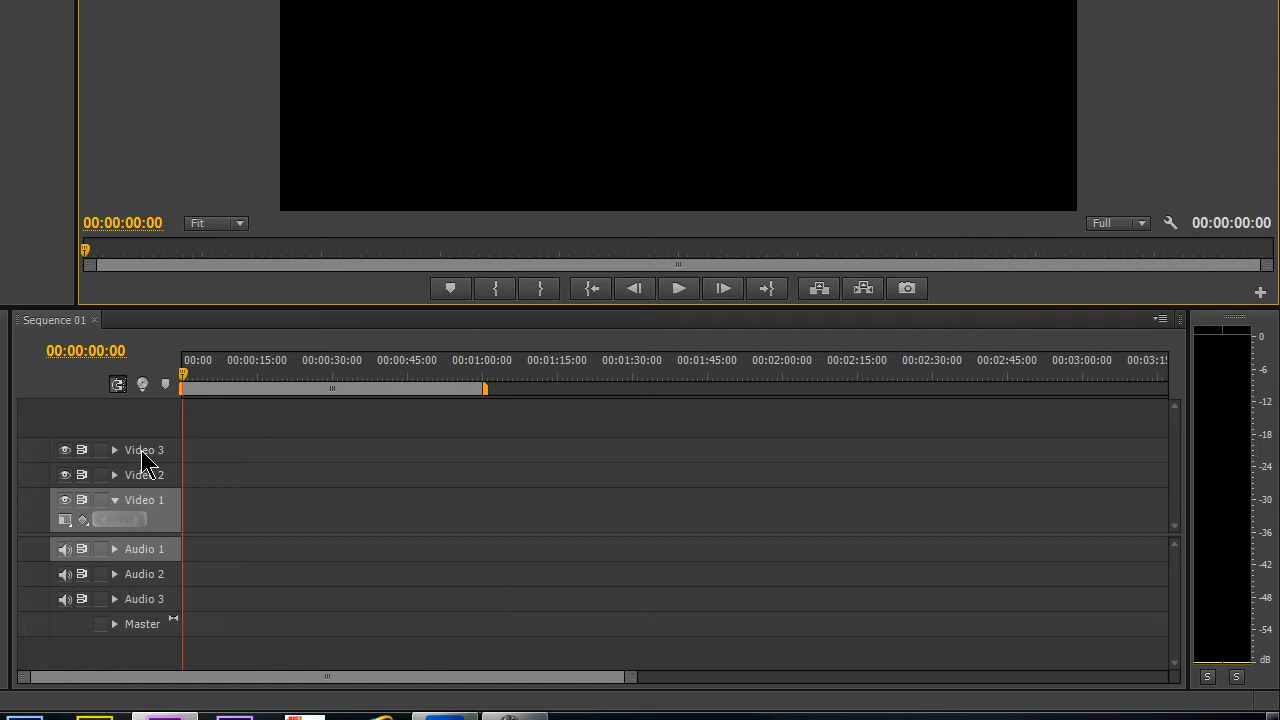 00:00:00:00 Fit Full 00:00:00:00
Sequence 01
00:00:00:00
00:00 00:00:15:00 00:00:30:00 00:00:45:00 00:01:00:00 00:01:15:00 00:01:30:00 00:01:45:00 00:02:00:00 00:02:15:00 00:02:30:00 00:02:45:00 00:03:00:00 00:03:15
Video 3
Video 2
Video 1
Audio 1
Audio 2
Audio 3
Master
0
-6
-12
-18
-24
-30
-36
-42
-48
-54
dB
S S